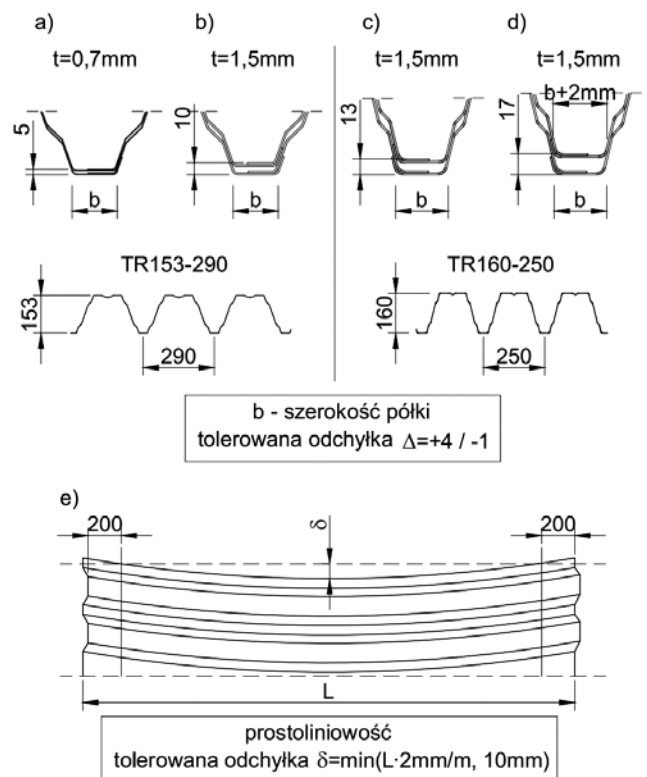 a) b) c) d)
t=0,7mm t=1,5mm t=1,5mm t=1,5mm
b+2mm
5 10 13 17
b b b b
TR153-290 TR160-250
153 160
290 250
b - szerokość półki
tolerowana odchyłka Δ=+4 / -1
e)
200 δ 200
L
prostoliniowość
tolerowana odchyłka δ=min(L·2mm/m, 10mm)